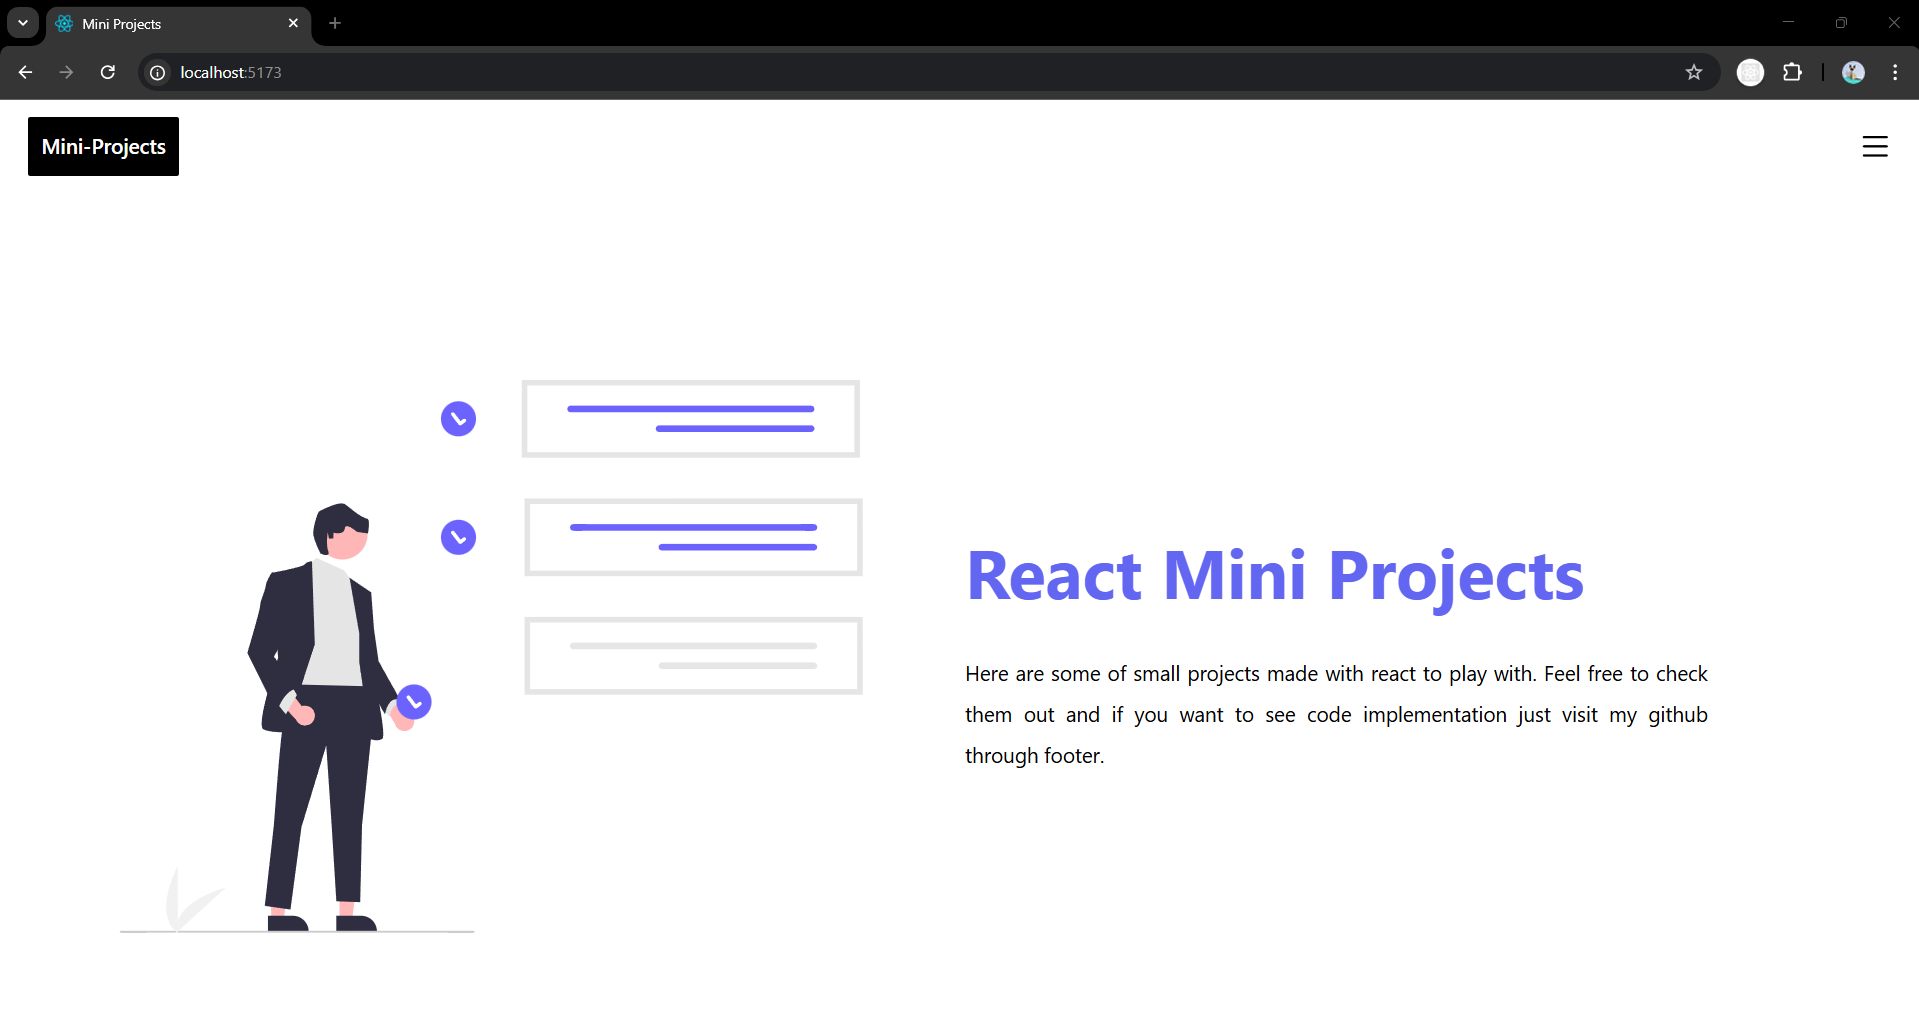 Mini Projects
localhost:5173
Mini-Projects
React Mini Projects
Here are some of small projects made with react to play with. Feel free to check
them out and if you want to see code implementation just visit my github
through footer.